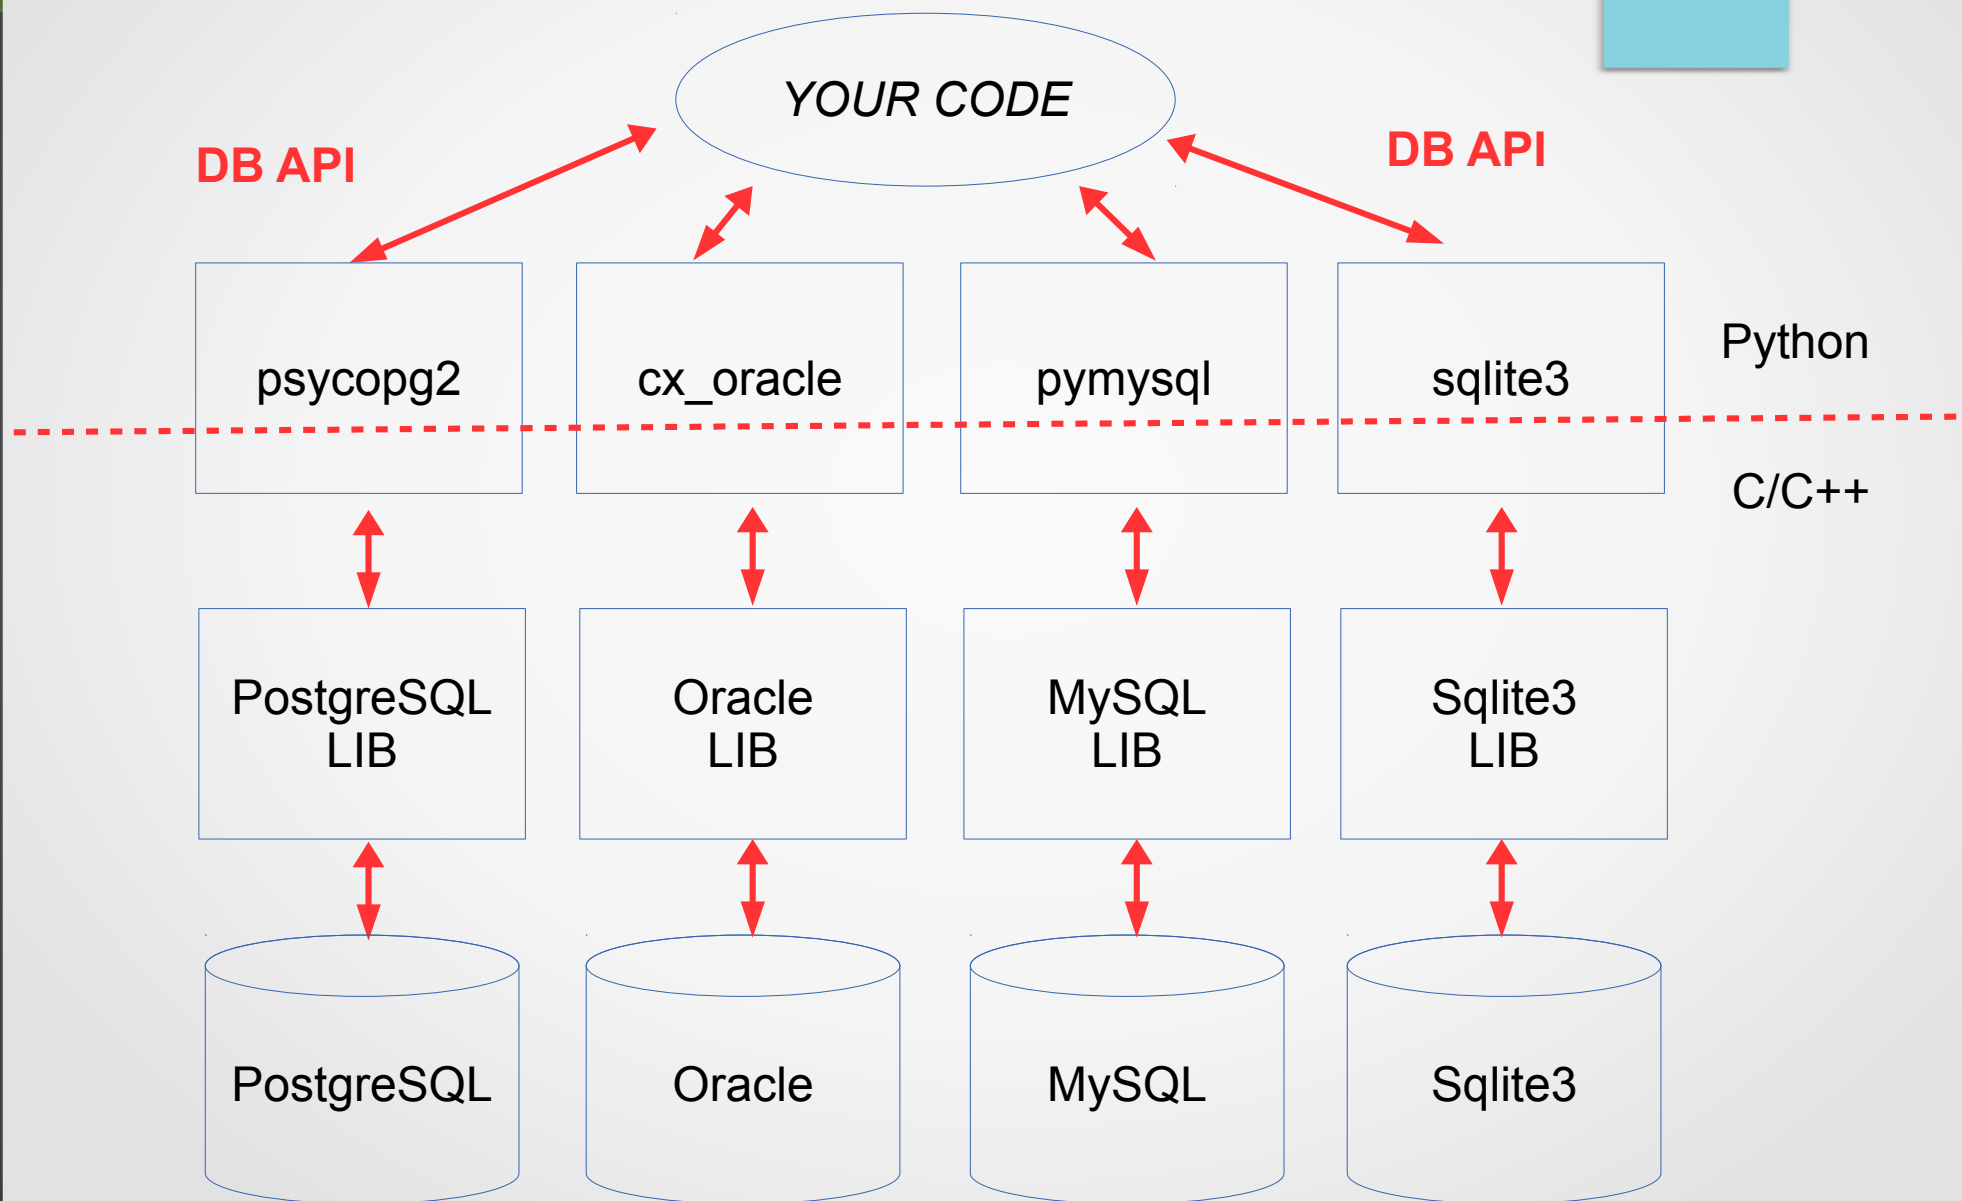 YOUR CODE
DB API
DB API
psycopg2
cx_oracle
pymysql
sqlite3
Python
C/C++
PostgreSQL
LIB
Oracle
LIB
MySQL
LIB
Sqlite3
LIB
PostgreSQL
Oracle
MySQL
Sqlite3